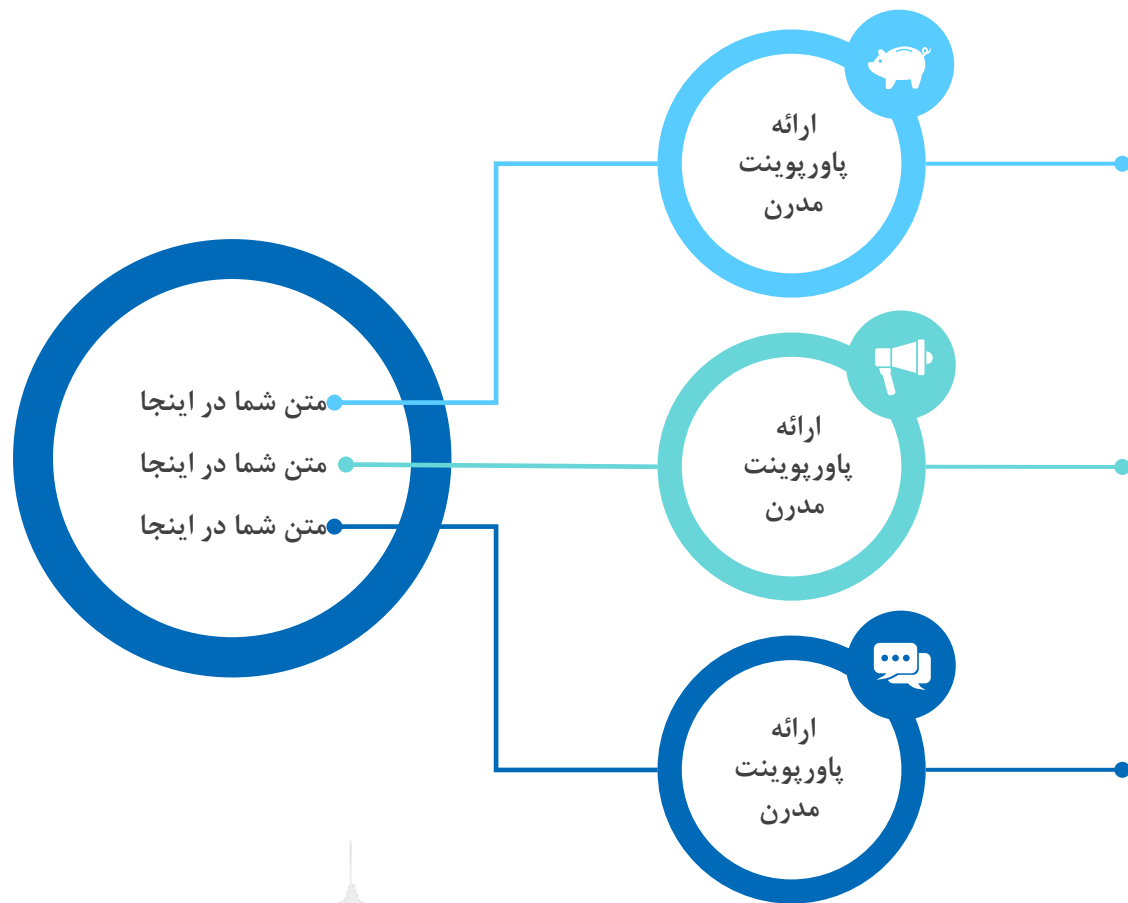 متن شما در اینجا
متن شما در اینجا
متن شما در اینجا
ارائه
پاورپوینت
مدرن
ارائه
پاورپوینت
مدرن
ارائه
پاورپوینت
مدرن